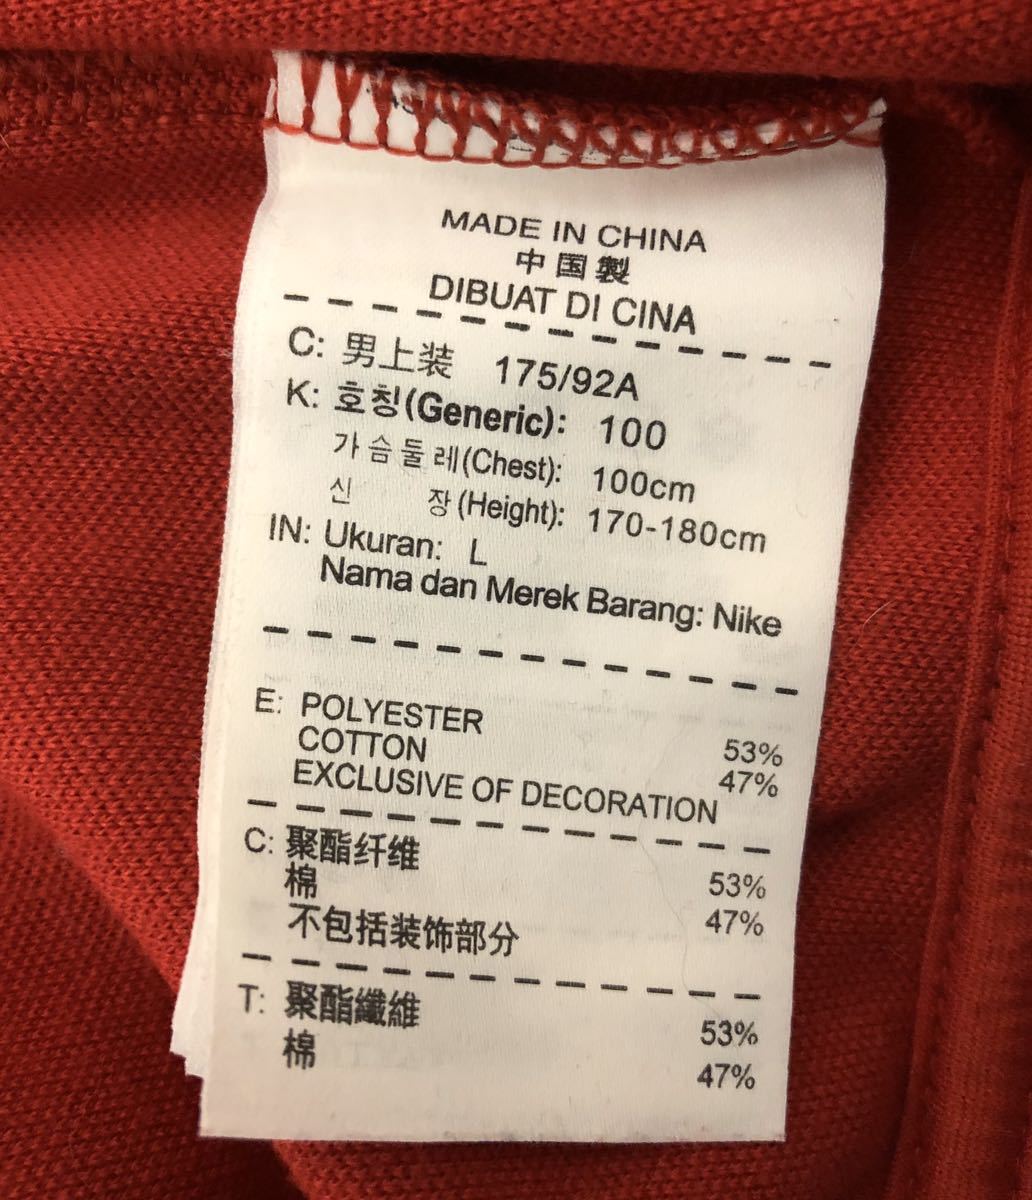 MADE IN CHINA
中国製
DIBUAT DI CINA
C: 男上装 175/92A
K: 호칭(Generic): 100
가슴둘레(Chest): 100cm
신 장(Height): 170-180cm
IN: Ukuran: L
Nama dan Merek Barang: Nike
E: POLYESTER 53%
COTTON 47%
EXCLUSIVE OF DECORATION
C: 聚酯纤维 53%
棉 47%
不包括装饰部分
T: 聚酯纖維 53%
棉 47%